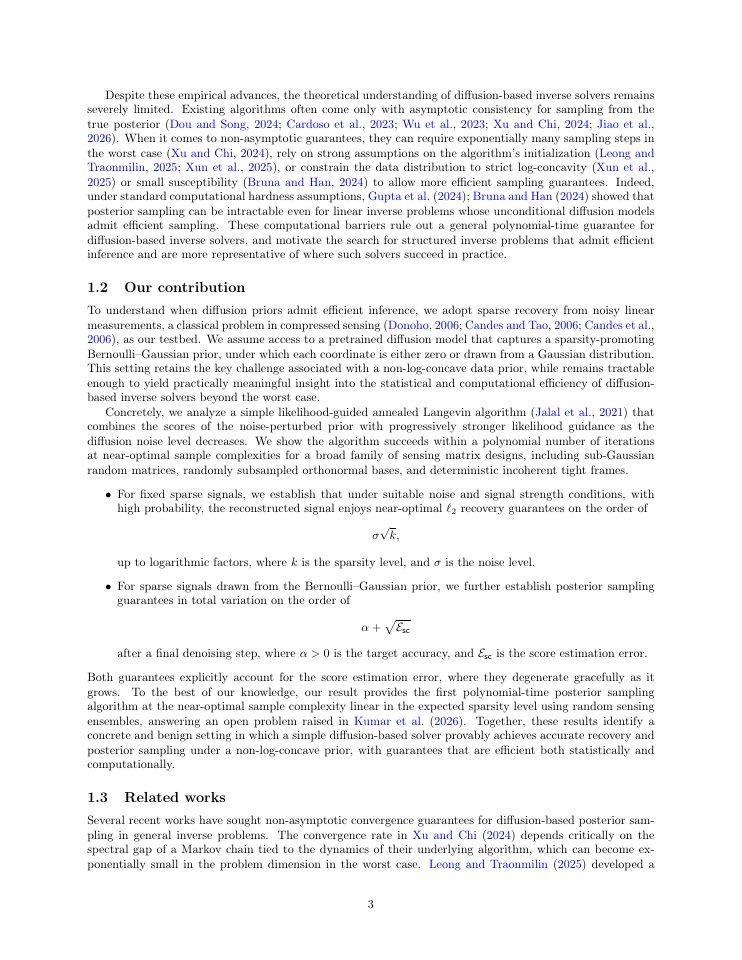 Despite these empirical advances, the theoretical understanding of diffusion-based inverse solvers remains
severely limited. Existing algorithms often come only with asymptotic consistency for sampling from the
true posterior (Dou and Song, 2024; Cardoso et al., 2023; Wu et al., 2023; Xu and Chi, 2024; Jiao et al.,
2026). When it comes to non-asymptotic guarantees, they can require exponentially many sampling steps in
the worst case (Xu and Chi, 2024), rely on strong assumptions on the algorithm's initialization (Leong and
Traonmilin, 2025; Xun et al., 2025), or constrain the data distribution to strict log-concavity (Xun et al.,
2025) or small susceptibility (Bruna and Han, 2024) to allow more efficient sampling guarantees. Indeed,
under standard computational hardness assumptions, Gupta et al. (2024); Bruna and Han (2024) showed that
posterior sampling can be intractable even for linear inverse problems whose unconditional diffusion models
admit efficient sampling. These computational barriers rule out a general polynomial-time guarantee for
diffusion-based inverse solvers, and motivate the search for structured inverse problems that admit efficient
inference and are more representative of where such solvers succeed in practice.
1.2 Our contribution
To understand when diffusion priors admit efficient inference, we adopt sparse recovery from noisy linear
measurements, a classical problem in compressed sensing (Donoho, 2006; Candes and Tao, 2006; Candes et al.,
2006), as our testbed. We assume access to a pretrained diffusion model that captures a sparsity-promoting
Bernoulli–Gaussian prior, under which each coordinate is either zero or drawn from a Gaussian distribution.
This setting retains the key challenge associated with a non-log-concave data prior, while remains tractable
enough to yield practically meaningful insight into the statistical and computational efficiency of diffusion-
based inverse solvers beyond the worst case.
Concretely, we analyze a simple likelihood-guided annealed Langevin algorithm (Jalal et al., 2021) that
combines the scores of the noise-perturbed prior with progressively stronger likelihood guidance as the
diffusion noise level decreases. We show the algorithm succeeds within a polynomial number of iterations
at near-optimal sample complexities for a broad family of sensing matrix designs, including sub-Gaussian
random matrices, randomly subsampled orthonormal bases, and deterministic incoherent tight frames.
• For fixed sparse signals, we establish that under suitable noise and signal strength conditions, with
high probability, the reconstructed signal enjoys near-optimal ℓ₂ recovery guarantees on the order of
σ√k,
up to logarithmic factors, where k is the sparsity level, and σ is the noise level.
• For sparse signals drawn from the Bernoulli–Gaussian prior, we further establish posterior sampling
guarantees in total variation on the order of
α + √ℰsc
after a final denoising step, where α > 0 is the target accuracy, and ℰsc is the score estimation error.
Both guarantees explicitly account for the score estimation error, where they degenerate gracefully as it
grows. To the best of our knowledge, our result provides the first polynomial-time posterior sampling
algorithm at the near-optimal sample complexity linear in the expected sparsity level using random sensing
ensembles, answering an open problem raised in Kumar et al. (2026). Together, these results identify a
concrete and benign setting in which a simple diffusion-based solver provably achieves accurate recovery and
posterior sampling under a non-log-concave prior, with guarantees that are efficient both statistically and
computationally.
1.3 Related works
Several recent works have sought non-asymptotic convergence guarantees for diffusion-based posterior sam-
pling in general inverse problems. The convergence rate in Xu and Chi (2024) depends critically on the
spectral gap of a Markov chain tied to the dynamics of their underlying algorithm, which can become ex-
ponentially small in the problem dimension in the worst case. Leong and Traonmilin (2025) developed a
3